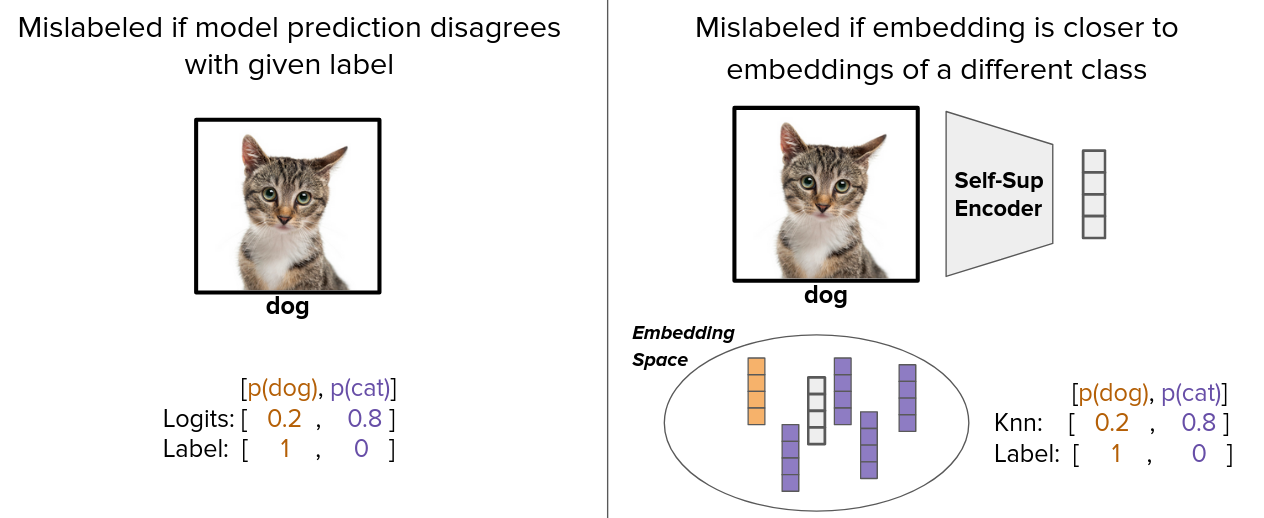 Mislabeled if model prediction disagrees
with given label
dog
[p(dog), p(cat)]
Logits: [ 0.2 , 0.8 ]
Label: [ 1 , 0 ]
Mislabeled if embedding is closer to
embeddings of a different class
Self-Sup
Encoder
dog
Embedding
Space
[p(dog), p(cat)]
Knn: [ 0.2 , 0.8 ]
Label: [ 1 , 0 ]